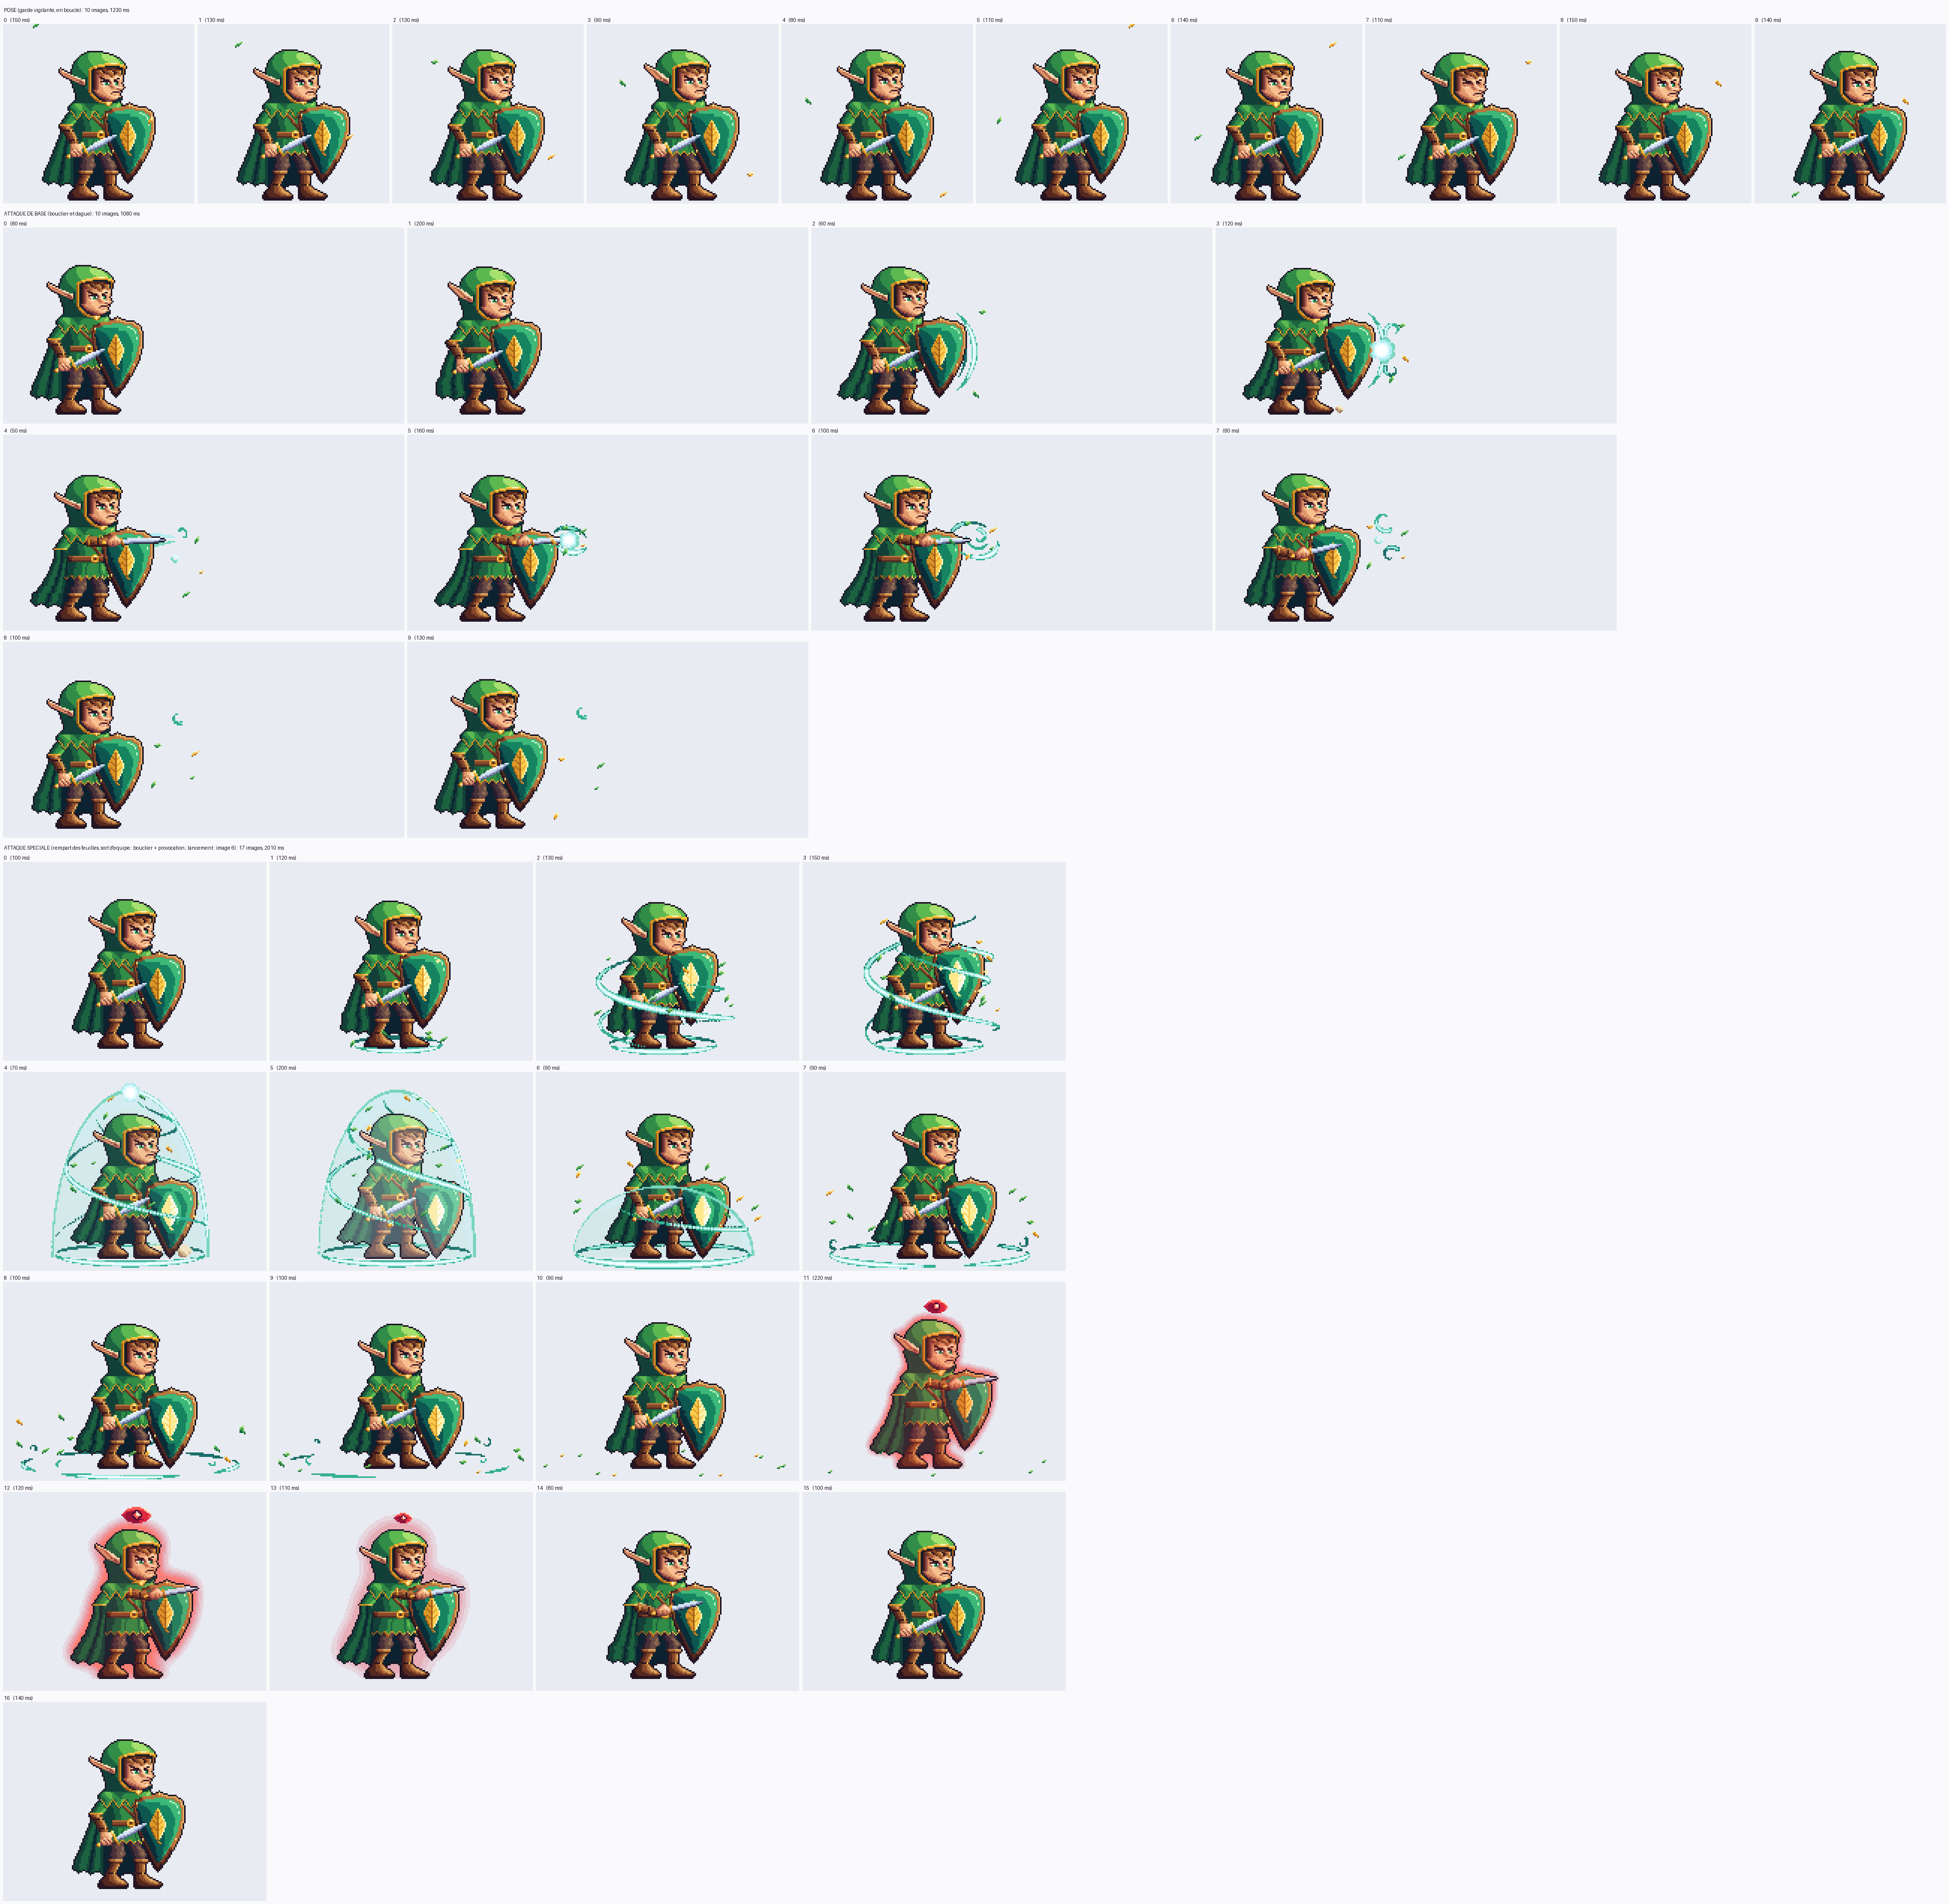 POSE (garde vigilante, en boucle) : 10 images, 1230 ms
0 (150 ms) 1 (130 ms) 2 (130 ms) 3 (90 ms) 4 (80 ms) 5 (110 ms) 6 (140 ms) 7 (110 ms) 8 (150 ms) 9 (140 ms)
ATTAQUE DE BASE (bouclier et dague) : 10 images, 1080 ms
0 (80 ms) 1 (200 ms) 2 (60 ms) 3 (120 ms)
4 (50 ms) 5 (160 ms) 6 (100 ms) 7 (80 ms)
8 (100 ms) 9 (130 ms)
ATTAQUE SPECIALE (rempart des feuilles, sort d'equipe : bouclier + provocation ; lancement : image 6) : 17 images, 2010 ms
0 (100 ms) 1 (120 ms) 2 (130 ms) 3 (150 ms)
4 (70 ms) 5 (200 ms) 6 (90 ms) 7 (90 ms)
8 (100 ms) 9 (100 ms) 10 (90 ms) 11 (220 ms)
12 (120 ms) 13 (110 ms) 14 (80 ms) 15 (100 ms)
16 (140 ms)